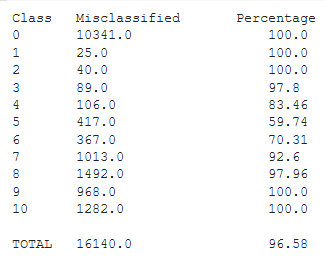 Class Misclassified Percentage
0 10341.0 100.0
1 25.0 100.0
2 40.0 100.0
3 89.0 97.8
4 106.0 83.46
5 417.0 59.74
6 367.0 70.31
7 1013.0 92.6
8 1492.0 97.96
9 968.0 100.0
10 1282.0 100.0
TOTAL 16140.0 96.58